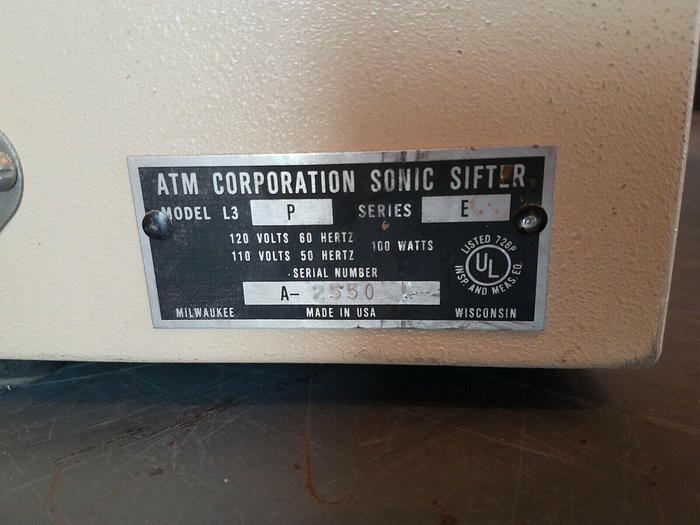 ATM CORPORATION SONIC SIFTER
MODEL L3 P SERIES E
120 VOLTS 60 HERTZ
110 VOLTS 50 HERTZ
100 WATTS
SERIAL NUMBER
A-2550
LISTED 726P
UL
INSP AND MEAS. EQ.
MILWAUKEE MADE IN USA WISCONSIN